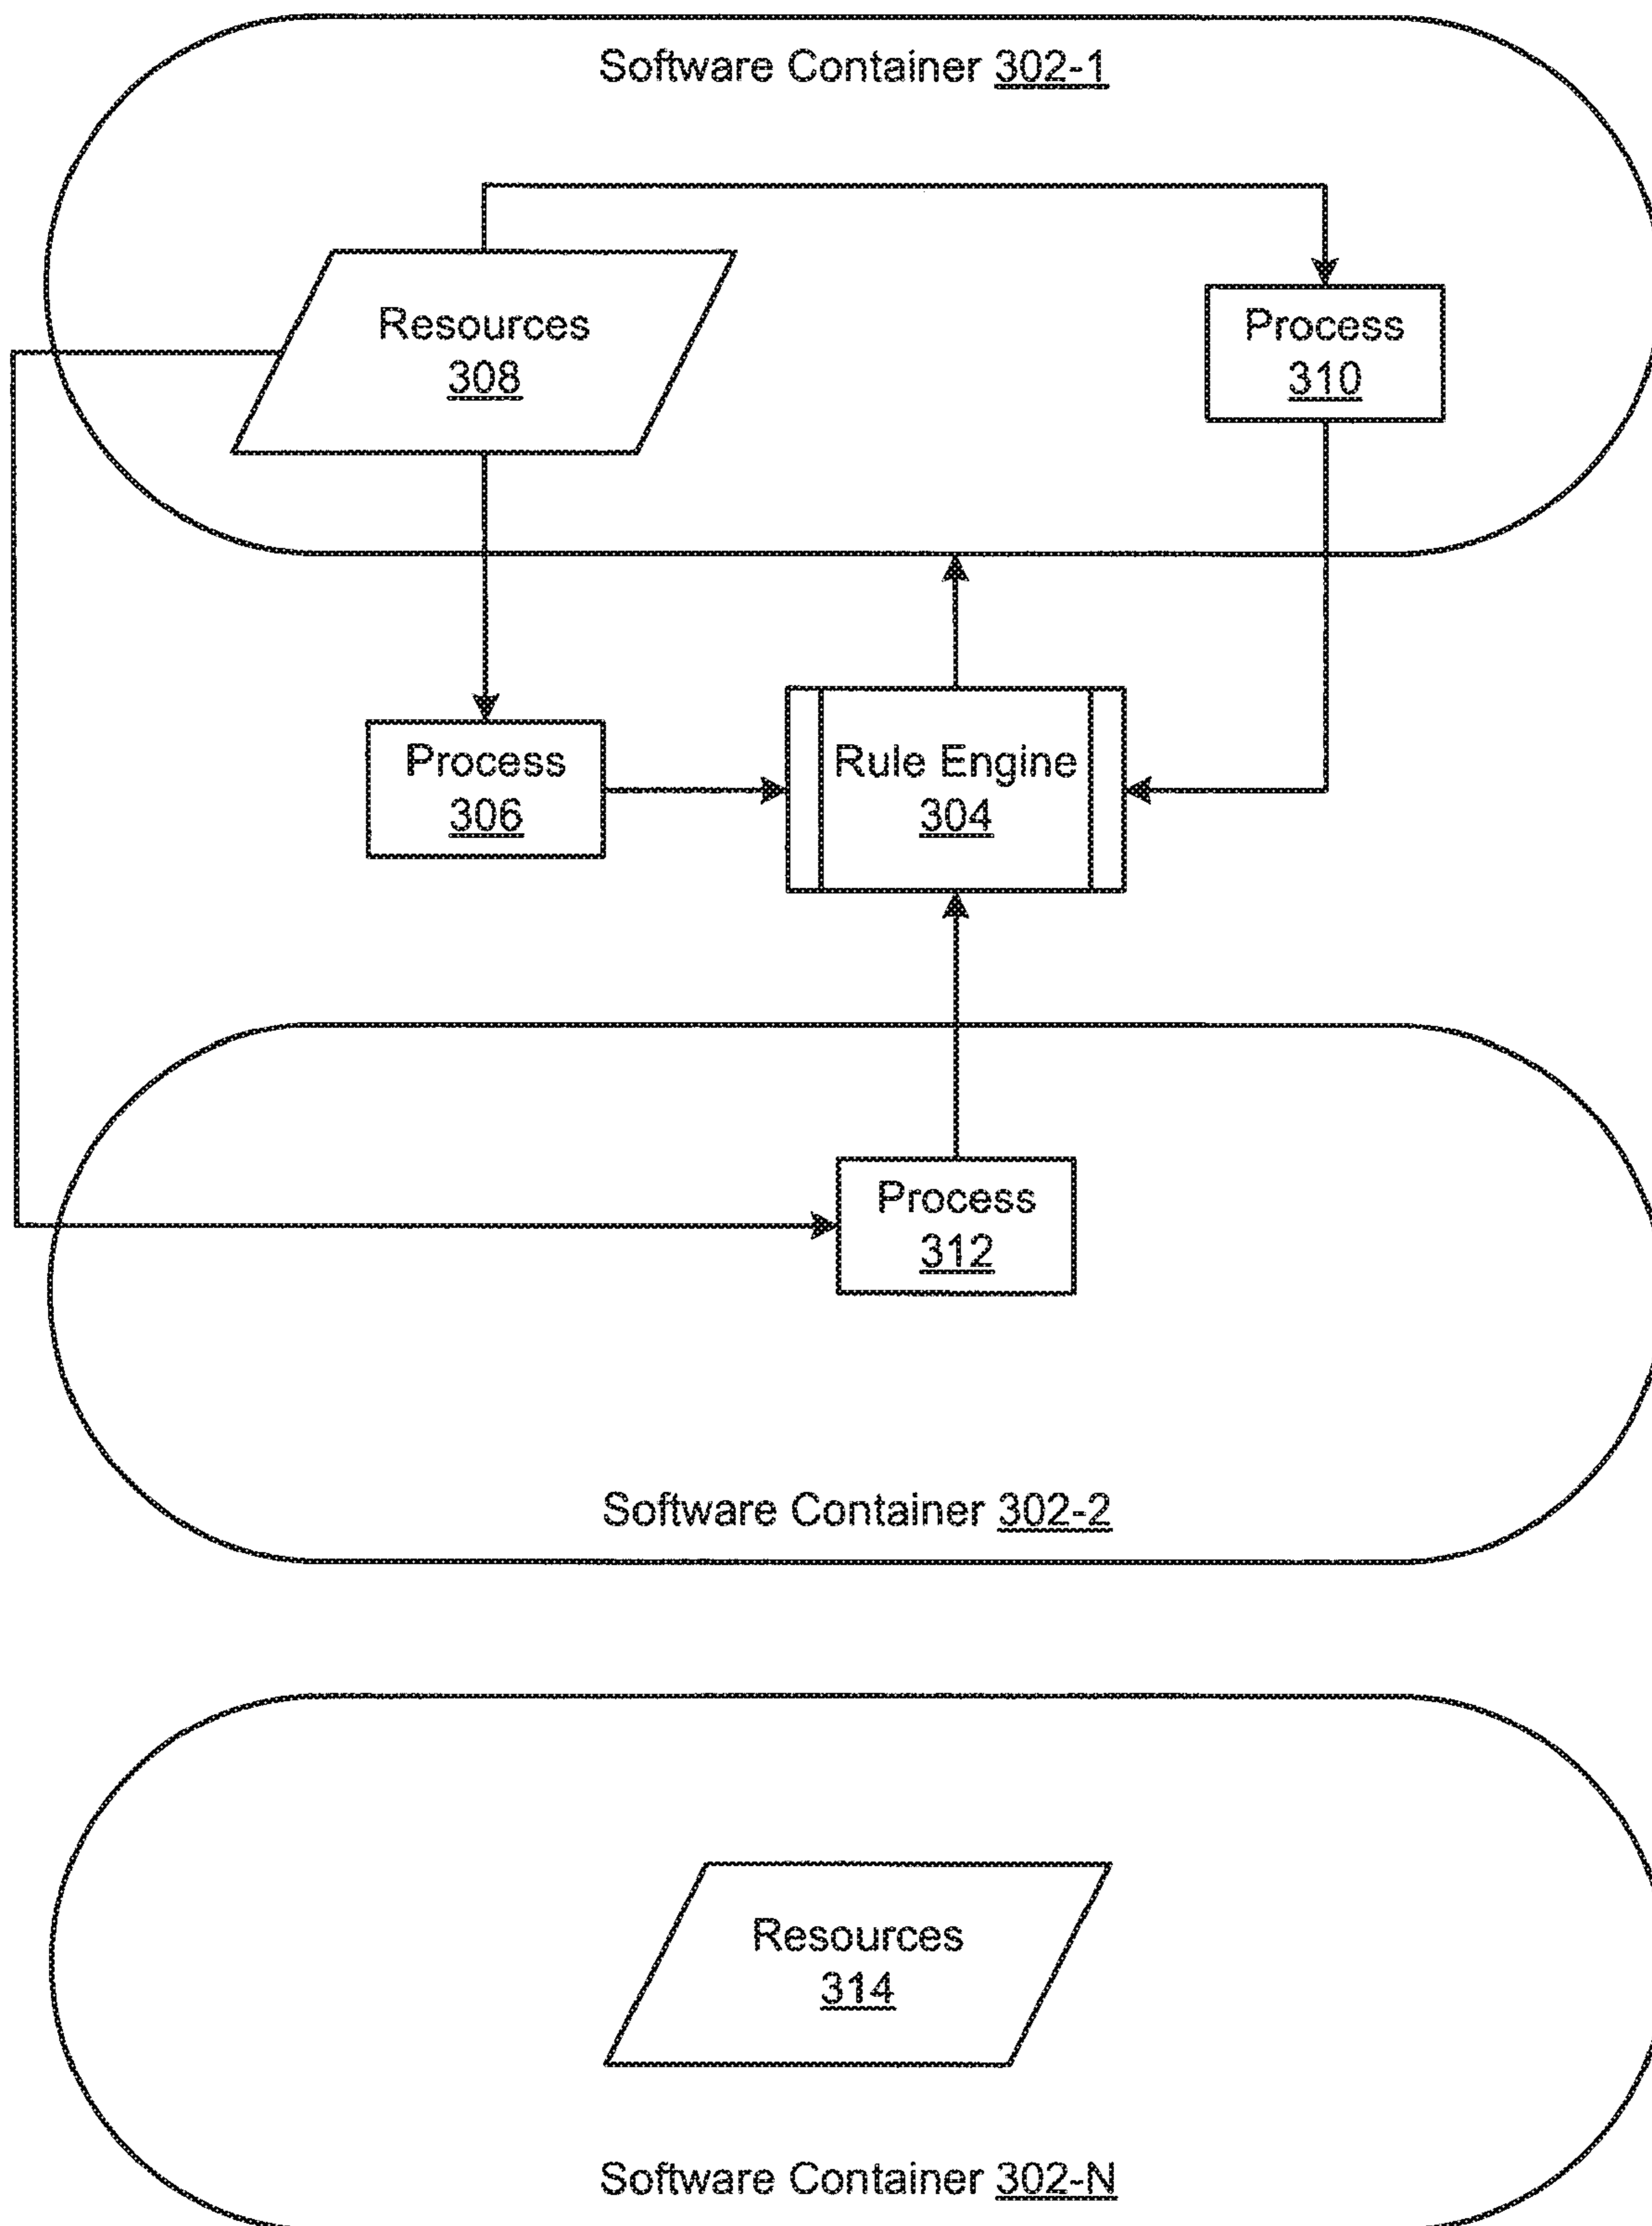 Software Container 302-1
Resources
308
Process
310
Process
306
Rule Engine
304
Process
312
Software Container 302-2
Resources
314
Software Container 302-N